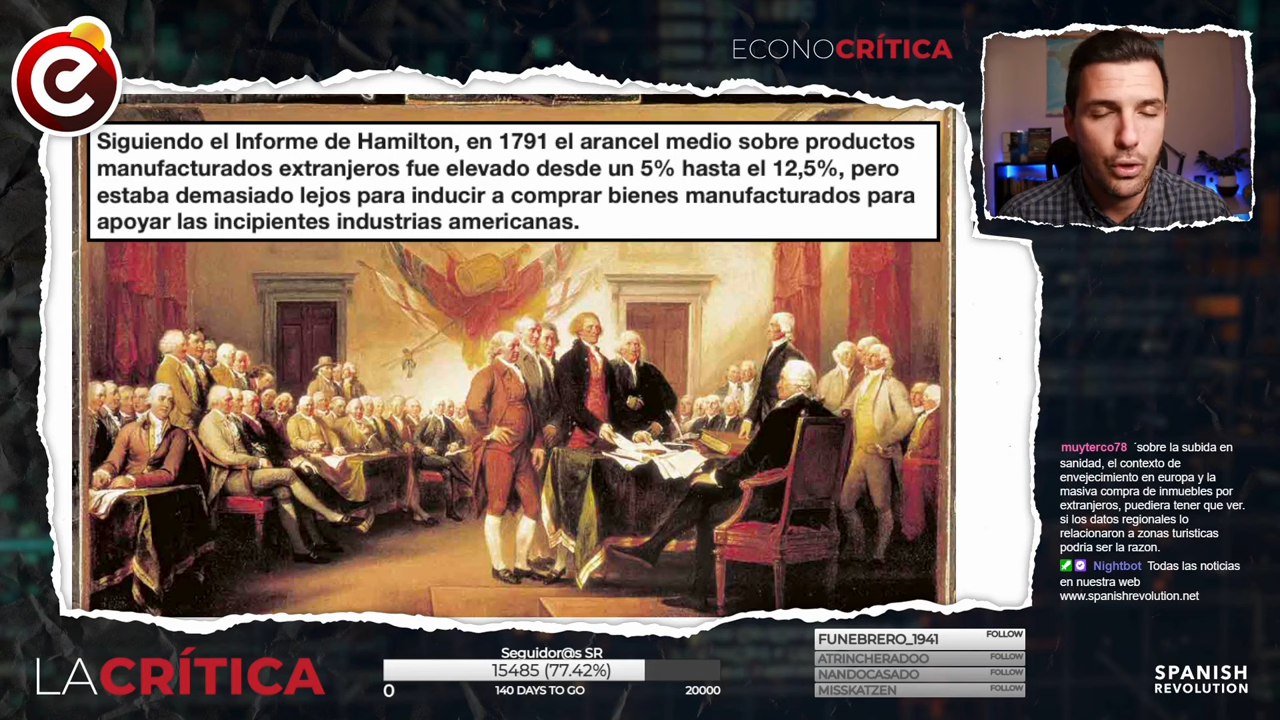 ECONOCRÍTICA
Siguiendo el Informe de Hamilton, en 1791 el arancel medio sobre productos
manufacturados extranjeros fue elevado desde un 5% hasta el 12,5%, pero
estaba demasiado lejos para inducir a comprar bienes manufacturados para
apoyar las incipientes industrias americanas.
muyterco78 ´sobre la subida en
sanidad, el contexto de
envejecimiento en europa y la
masiva compra de inmuebles por
extranjeros, puediera tener que ver.
si los datos regionales lo
relacionaron a zonas turisticas
podria ser la razon.
Nightbot Todas las noticias
en nuestra web
www.spanishrevolution.net
LACRÍTICA
Seguidor@s SR
15485 (77.42%)
0
140 DAYS TO GO
20000
FUNEBRERO_1941 FOLLOW
ATRINCHERADOO FOLLOW
NANDOCASADO FOLLOW
MISSKATZEN FOLLOW
SPANISH
REVOLUTION